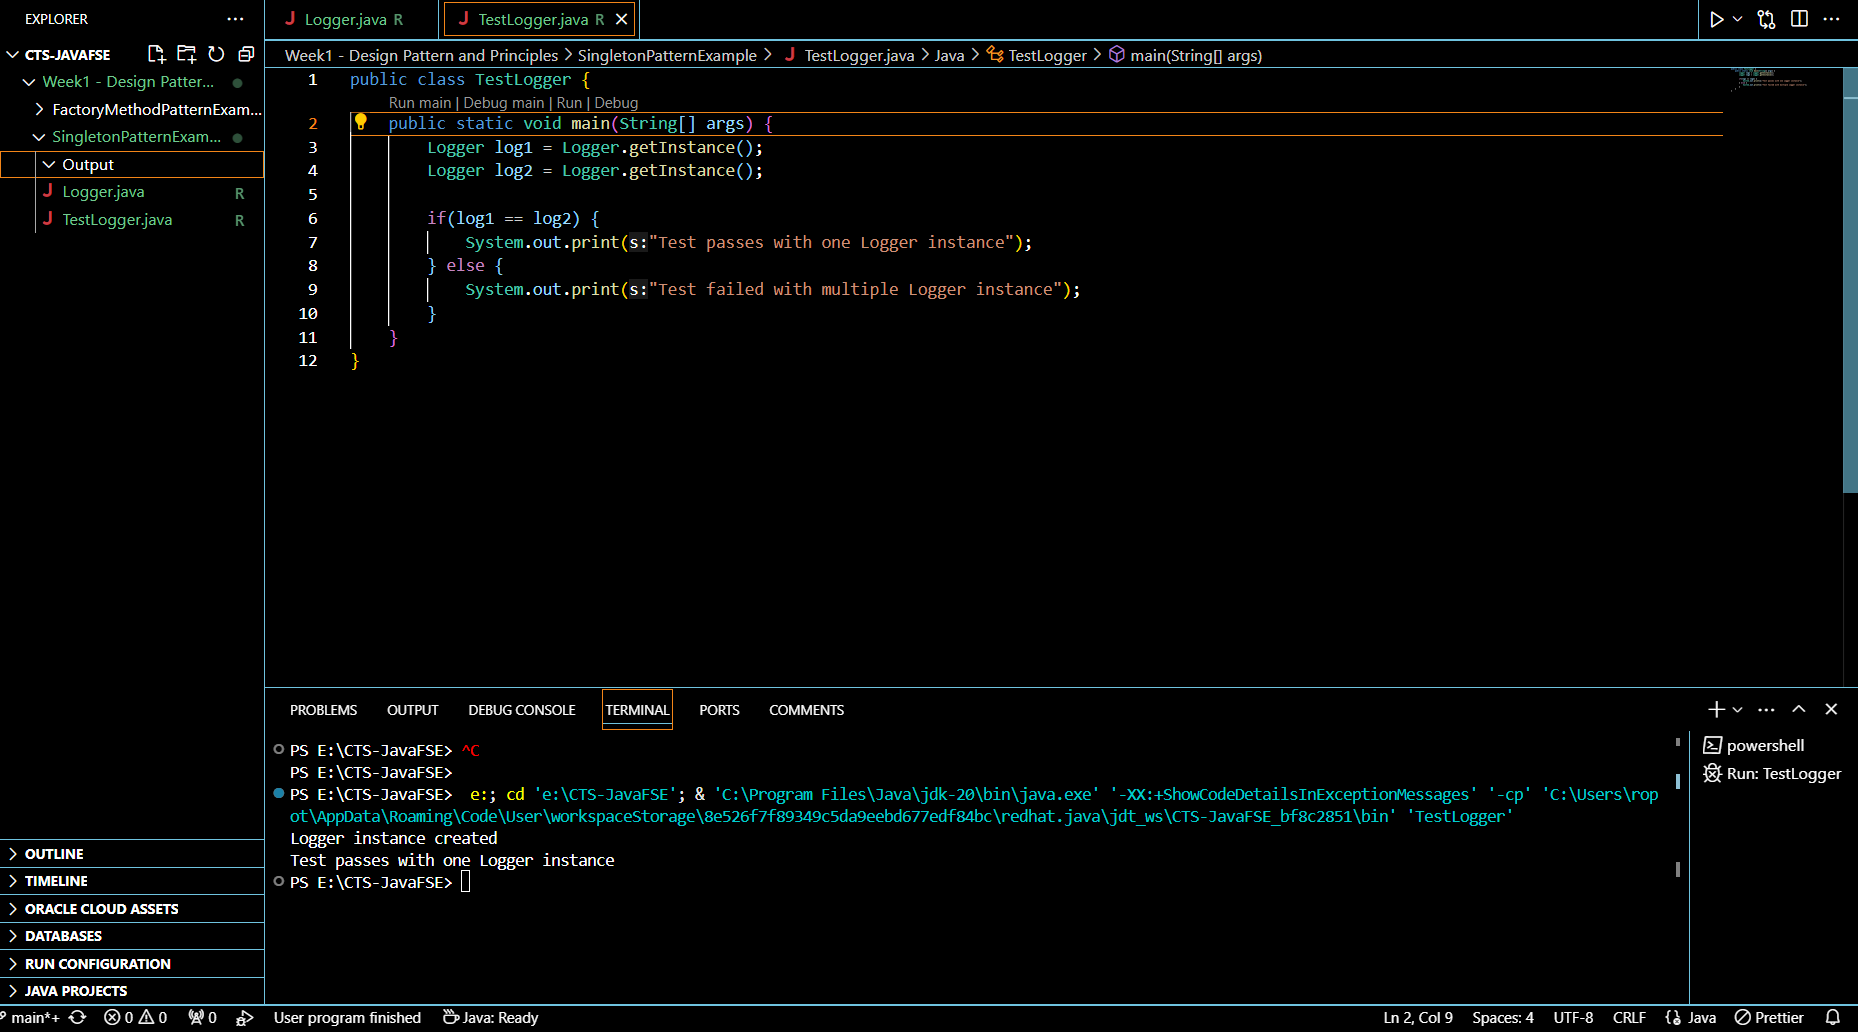 EXPLORER
CTS-JAVAFSE
Week1 - Design Patter...
FactoryMethodPatternExam...
SingletonPatternExam...
Output
Logger.java R
TestLogger.java R
OUTLINE
TIMELINE
ORACLE CLOUD ASSETS
DATABASES
RUN CONFIGURATION
JAVA PROJECTS
Logger.java R
TestLogger.java R
Week1 - Design Pattern and Principles > SingletonPatternExample > TestLogger.java > Java > TestLogger > main(String[] args)
1 public class TestLogger {
Run main | Debug main | Run | Debug
2 public static void main(String[] args) {
3 Logger log1 = Logger.getInstance();
4 Logger log2 = Logger.getInstance();
5
6 if(log1 == log2) {
7 System.out.print(s:"Test passes with one Logger instance");
8 } else {
9 System.out.print(s:"Test failed with multiple Logger instance");
10 }
11 }
12 }
PROBLEMS OUTPUT DEBUG CONSOLE TERMINAL PORTS COMMENTS
PS E:\CTS-JavaFSE> ^C
PS E:\CTS-JavaFSE>
PS E:\CTS-JavaFSE>  e:; cd 'e:\CTS-JavaFSE'; & 'C:\Program Files\Java\jdk-20\bin\java.exe' '-XX:+ShowCodeDetailsInExceptionMessages' '-cp' 'C:\Users\rop
ot\AppData\Roaming\Code\User\workspaceStorage\8e526f7f89349c5da9eebd677edf84bc\redhat.java\jdt_ws\CTS-JavaFSE_bf8c2851\bin' 'TestLogger'
Logger instance created
Test passes with one Logger instance
PS E:\CTS-JavaFSE>
powershell
Run: TestLogger
main*+ 0 0 0 User program finished Java: Ready Ln 2, Col 9 Spaces: 4 UTF-8 CRLF Java Prettier